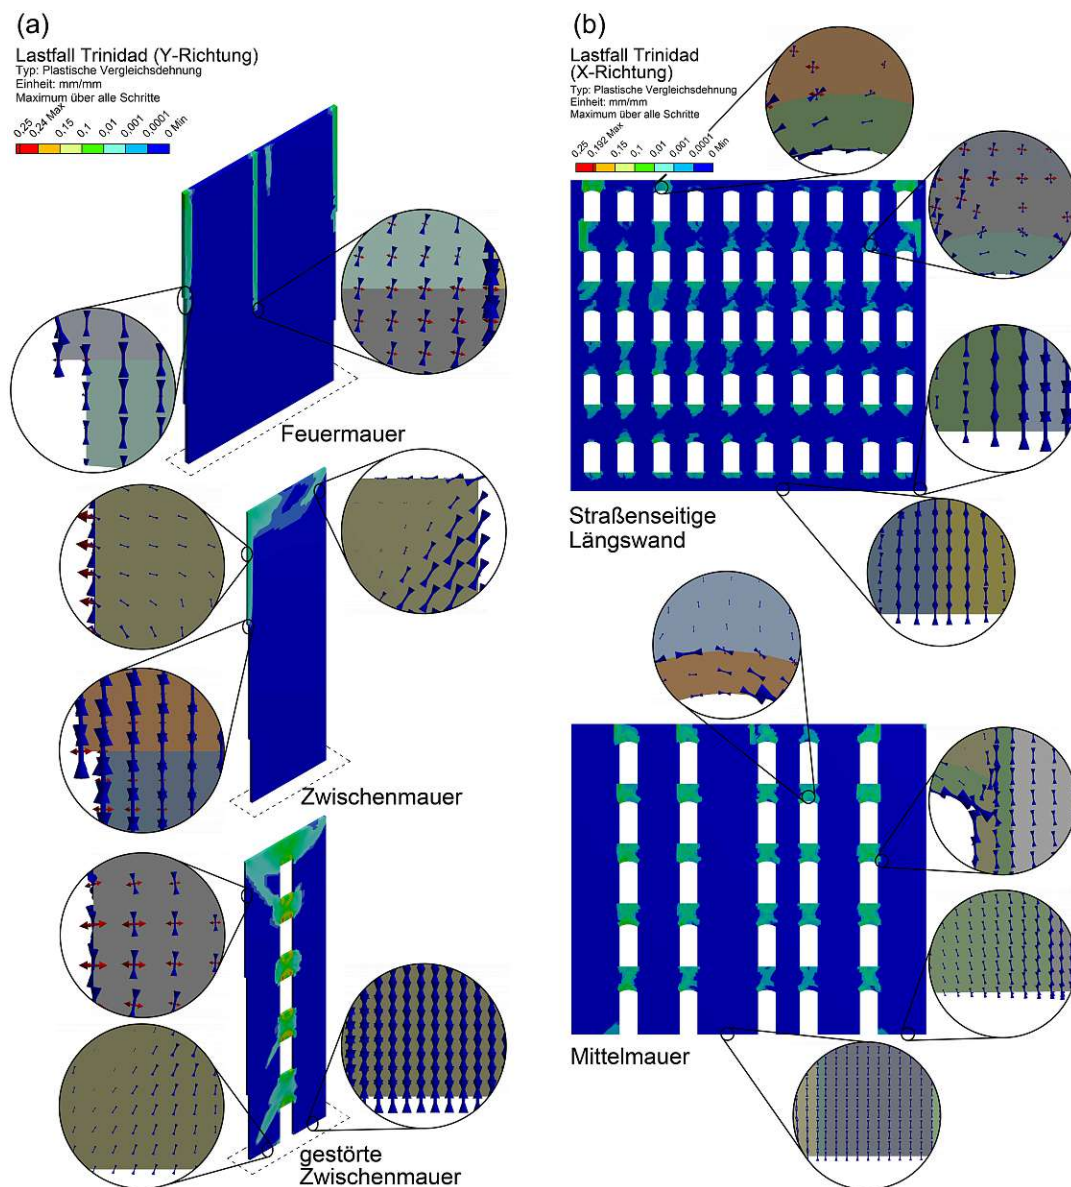 (a)
Lastfall Trinidad (Y-Richtung)
Typ: Plastische Vergleichsdehnung
Einheit: mm/mm
Maximum über alle Schritte
0.25
0.24 Max
0.15
0.1
0.01
0.001
0.0001
0 Min
Feuermauer
Zwischenmauer
gestörte
Zwischenmauer
(b)
Lastfall Trinidad
(X-Richtung)
Typ: Plastische Vergleichsdehnung
Einheit: mm/mm
Maximum über alle Schritte
0.25
0,192 Max
0,15
0,1
0,01
0,001
0,0001
0 Min
Straßenseitige
Längswand
Mittelmauer